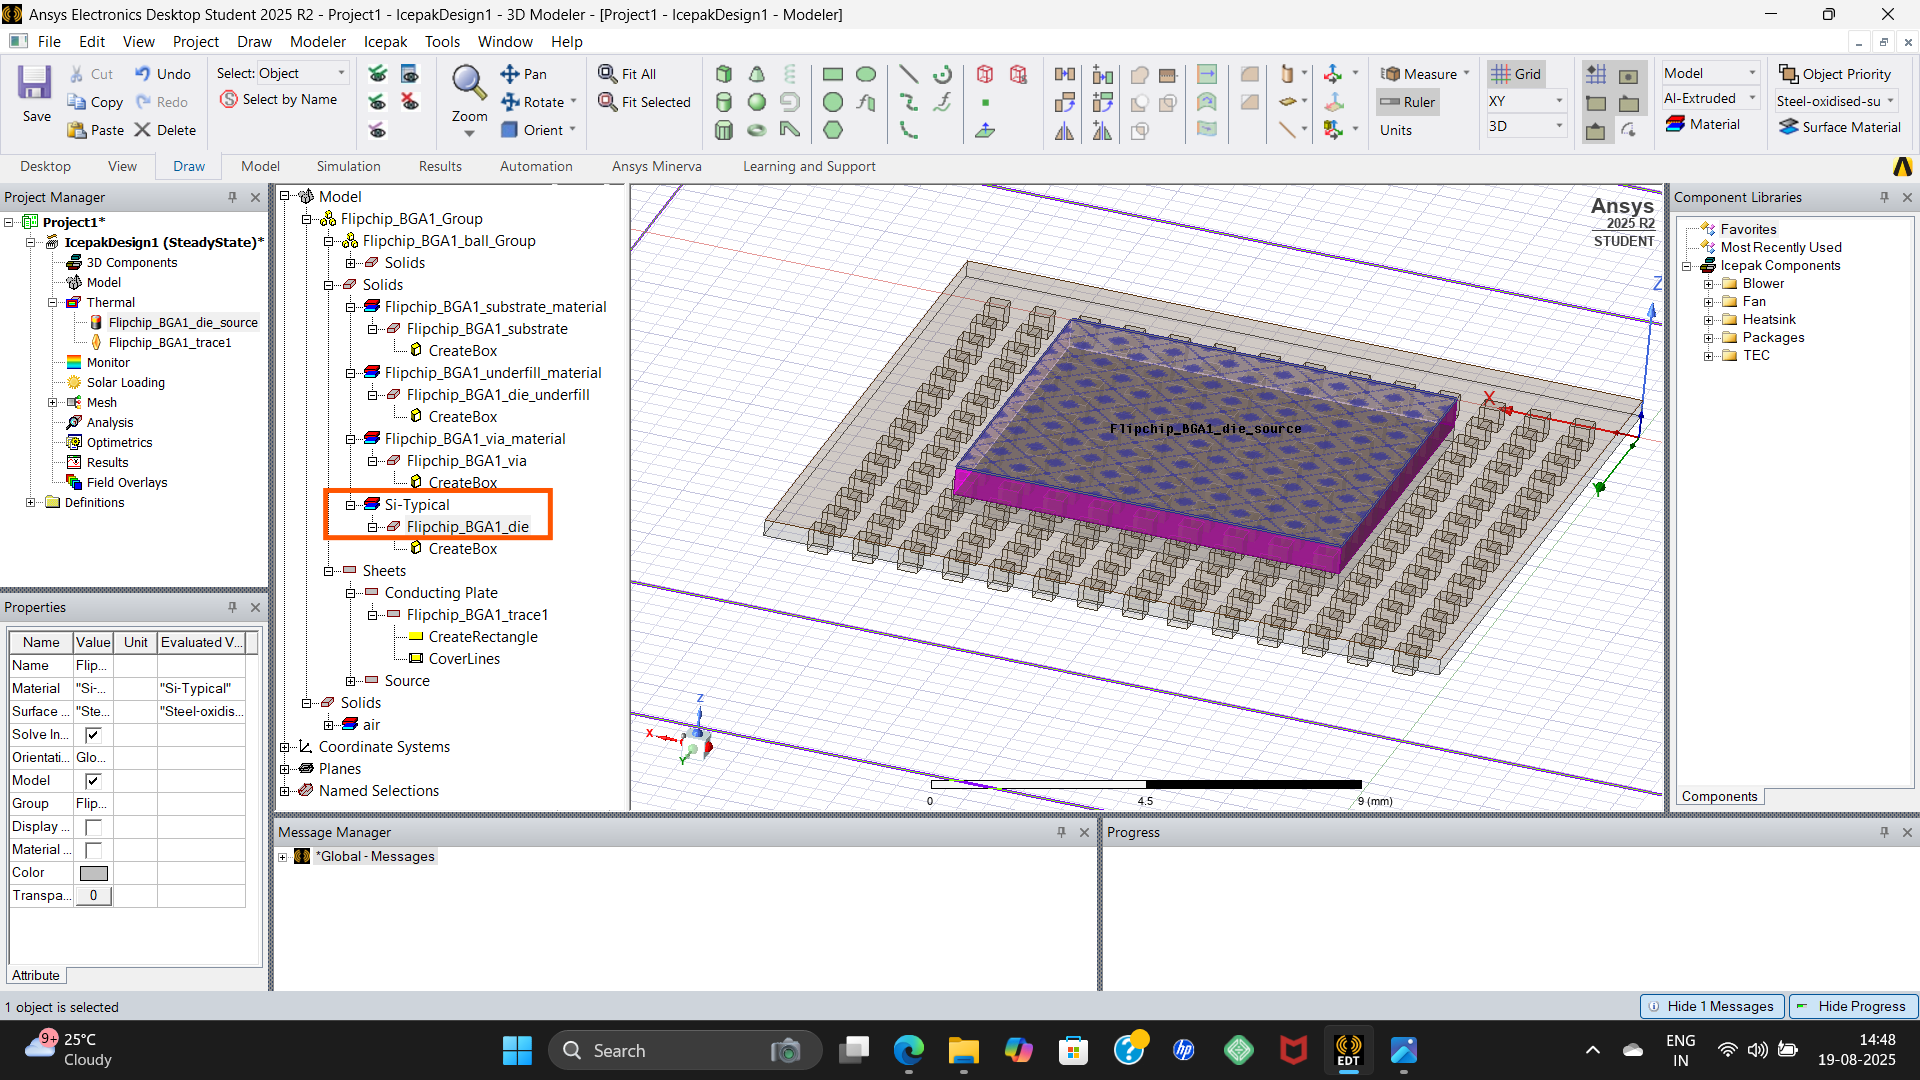 Ansys Electronics Desktop Student 2025 R2 - Project1 - IcepakDesign1 - 3D Modeler - [Project1 - IcepakDesign1 - Modeler]
File Edit View Project Draw Modeler Icepak Tools Window Help
Save
Cut
Copy
Paste
Undo
Redo
Delete
Select: Object
Select by Name
Zoom
Pan
Rotate
Orient
Fit All
Fit Selected
Measure
Ruler
Units
Grid
XY
3D
Model
Al-Extruded
Material
Object Priority
Steel-oxidised-su
Surface Material
Desktop View Draw Model Simulation Results Automation Ansys Minerva Learning and Support
Project Manager
Project1*
IcepakDesign1 (SteadyState)*
3D Components
Model
Thermal
Flipchip_BGA1_die_source
Flipchip_BGA1_trace1
Monitor
Solar Loading
Mesh
Analysis
Optimetrics
Results
Field Overlays
Definitions
Properties
Name Value Unit Evaluated V...
Name Flip...
Material "Si-... "Si-Typical"
Surface ... "Ste... "Steel-oxidis...
Solve In...
Orientati... Glo...
Model
Group Flip...
Display ...
Material ...
Color
Transpa... 0
Attribute
Model
Flipchip_BGA1_Group
Flipchip_BGA1_ball_Group
Solids
Solids
Flipchip_BGA1_substrate_material
Flipchip_BGA1_substrate
CreateBox
Flipchip_BGA1_underfill_material
Flipchip_BGA1_die_underfill
CreateBox
Flipchip_BGA1_via_material
Flipchip_BGA1_via
CreateBox
Si-Typical
Flipchip_BGA1_die
CreateBox
Sheets
Conducting Plate
Flipchip_BGA1_trace1
CreateRectangle
CoverLines
Source
Solids
air
Coordinate Systems
Planes
Named Selections
Ansys
2025 R2
STUDENT
Z
X
Y
Flipchip_BGA1_die_source
Z
X
Y
0 4.5 9 (mm)
Component Libraries
Favorites
Most Recently Used
Icepak Components
Blower
Fan
Heatsink
Packages
TEC
Components
Message Manager
*Global - Messages
Progress
1 object is selected
Hide 1 Messages
Hide Progress
9+
25°C
Cloudy
Search
hp
EDT
ENG
IN
14:48
19-08-2025